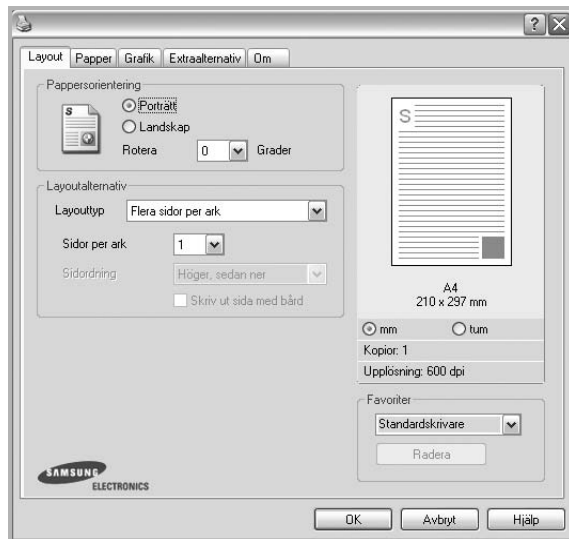 Layout Papper Grafik Extraalternativ Om
Pappersorientering
S
Porträtt
Landskap
Rotera 0 Grader
Layoutalternativ
Layouttyp Flera sidor per ark
Sidor per ark 1
Sidordning Höger, sedan ner
Skriv ut sida med bård
SAMSUNG
ELECTRONICS
S
A4
210 x 297 mm
mm tum
Kopior: 1
Upplösning: 600 dpi
Favoriter
Standardskrivare
Radera
OK Avbryt Hjälp